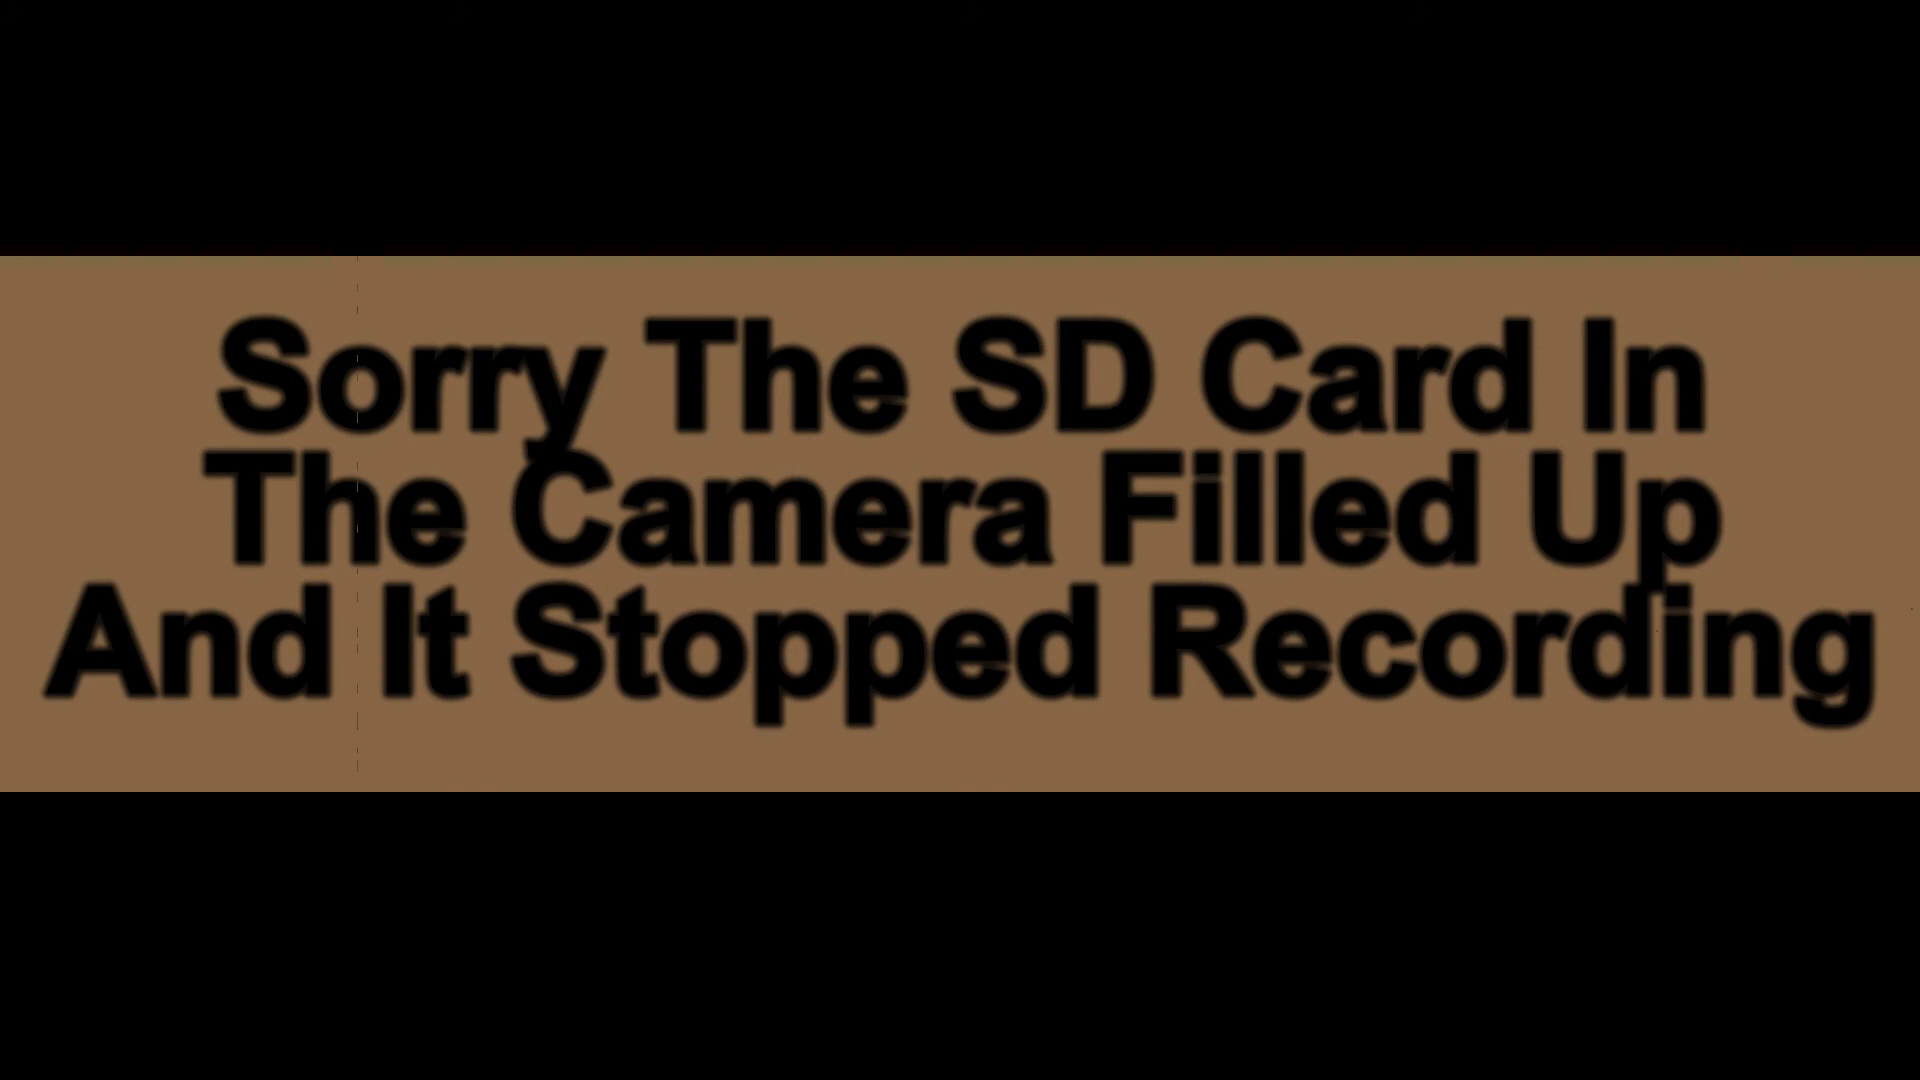 Sorry The SD Card In
The Camera Filled Up
And It Stopped Recording